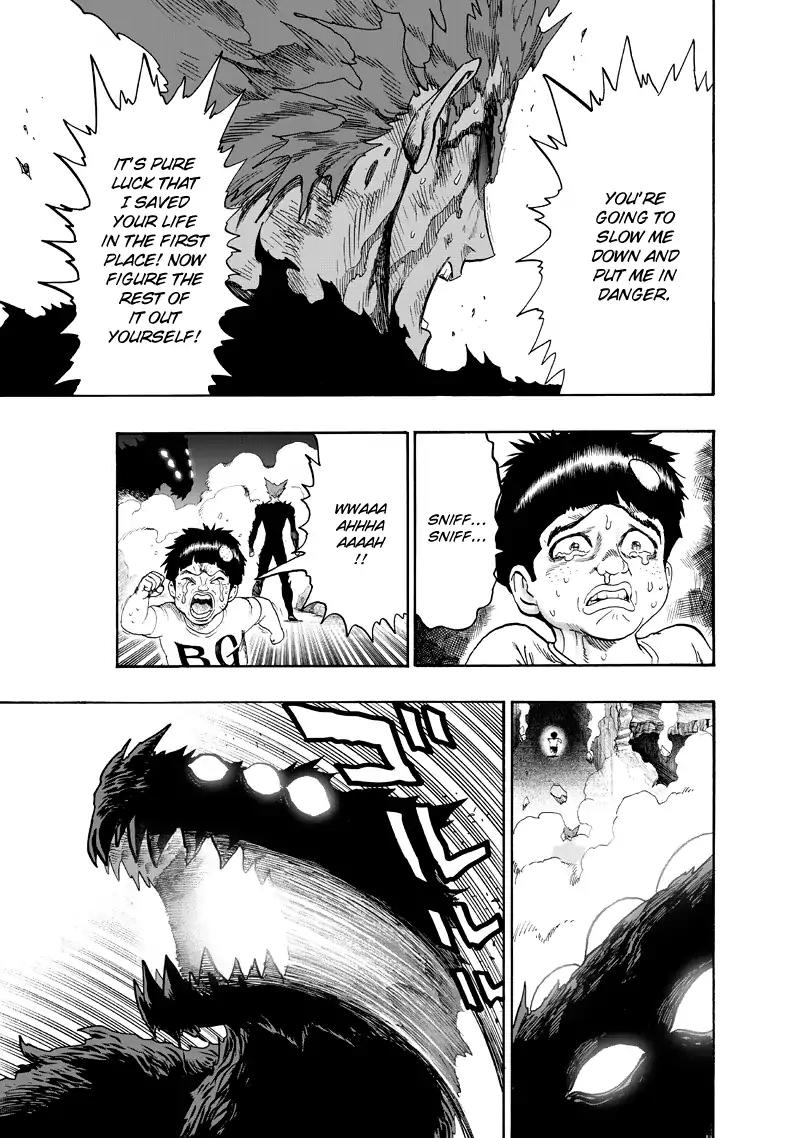 YOU'RE
GOING TO
SLOW ME
DOWN AND
PUT ME IN
DANGER.
IT'S PURE
LUCK THAT
I SAVED
YOUR LIFE
IN THE FIRST
PLACE! NOW
FIGURE THE
REST OF
IT OUT
YOURSELF!
SNIFF...
SNIFF...
WWAAA
AHHHA
AAAAH
!!
BG